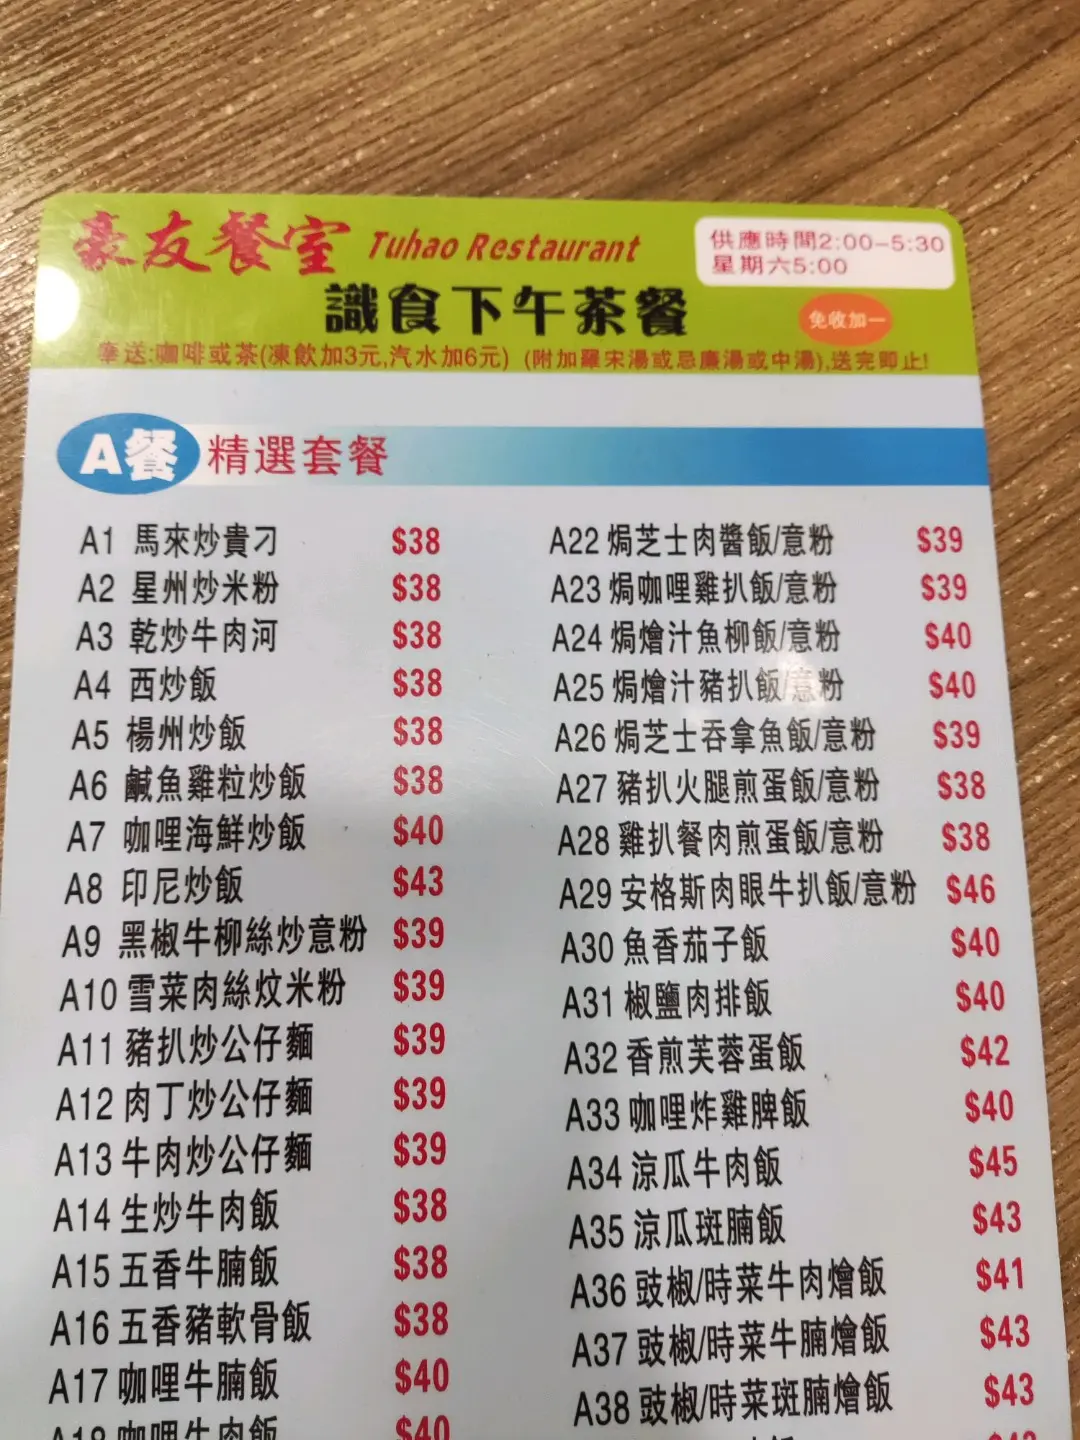 豪友餐室 Tuhao Restaurant
供應時間2:00-5:30
星期六5:00
識食下午茶餐
免收加一
奉送:咖啡或茶(凍飲加3元,汽水加6元) (附加羅宋湯或忌廉湯或中湯),送完即止!
A餐 精選套餐
A1 馬來炒貴刁 $38
A2 星州炒米粉 $38
A3 乾炒牛肉河 $38
A4 西炒飯 $38
A5 楊州炒飯 $38
A6 鹹魚雞粒炒飯 $38
A7 咖哩海鮮炒飯 $40
A8 印尼炒飯 $43
A9 黑椒牛柳絲炒意粉 $39
A10 雪菜肉絲炆米粉 $39
A11 豬扒炒公仔麵 $39
A12 肉丁炒公仔麵 $39
A13 牛肉炒公仔麵 $39
A14 生炒牛肉飯 $38
A15 五香牛腩飯 $38
A16 五香豬軟骨飯 $38
A17 咖哩牛腩飯 $40
A18 咖哩牛肉飯 $40
A22 焗芝士肉醬飯/意粉 $39
A23 焗咖哩雞扒飯/意粉 $39
A24 焗燴汁魚柳飯/意粉 $40
A25 焗燴汁豬扒飯/意粉 $40
A26 焗芝士吞拿魚飯/意粉 $39
A27 豬扒火腿煎蛋飯/意粉 $38
A28 雞扒餐肉煎蛋飯/意粉 $38
A29 安格斯肉眼牛扒飯/意粉 $46
A30 魚香茄子飯 $40
A31 椒鹽肉排飯 $40
A32 香煎芙蓉蛋飯 $42
A33 咖哩炸雞脾飯 $40
A34 涼瓜牛肉飯 $45
A35 涼瓜斑腩飯 $43
A36 豉椒/時菜牛肉燴飯 $41
A37 豉椒/時菜牛腩燴飯 $43
A38 豉椒/時菜斑腩燴飯 $43